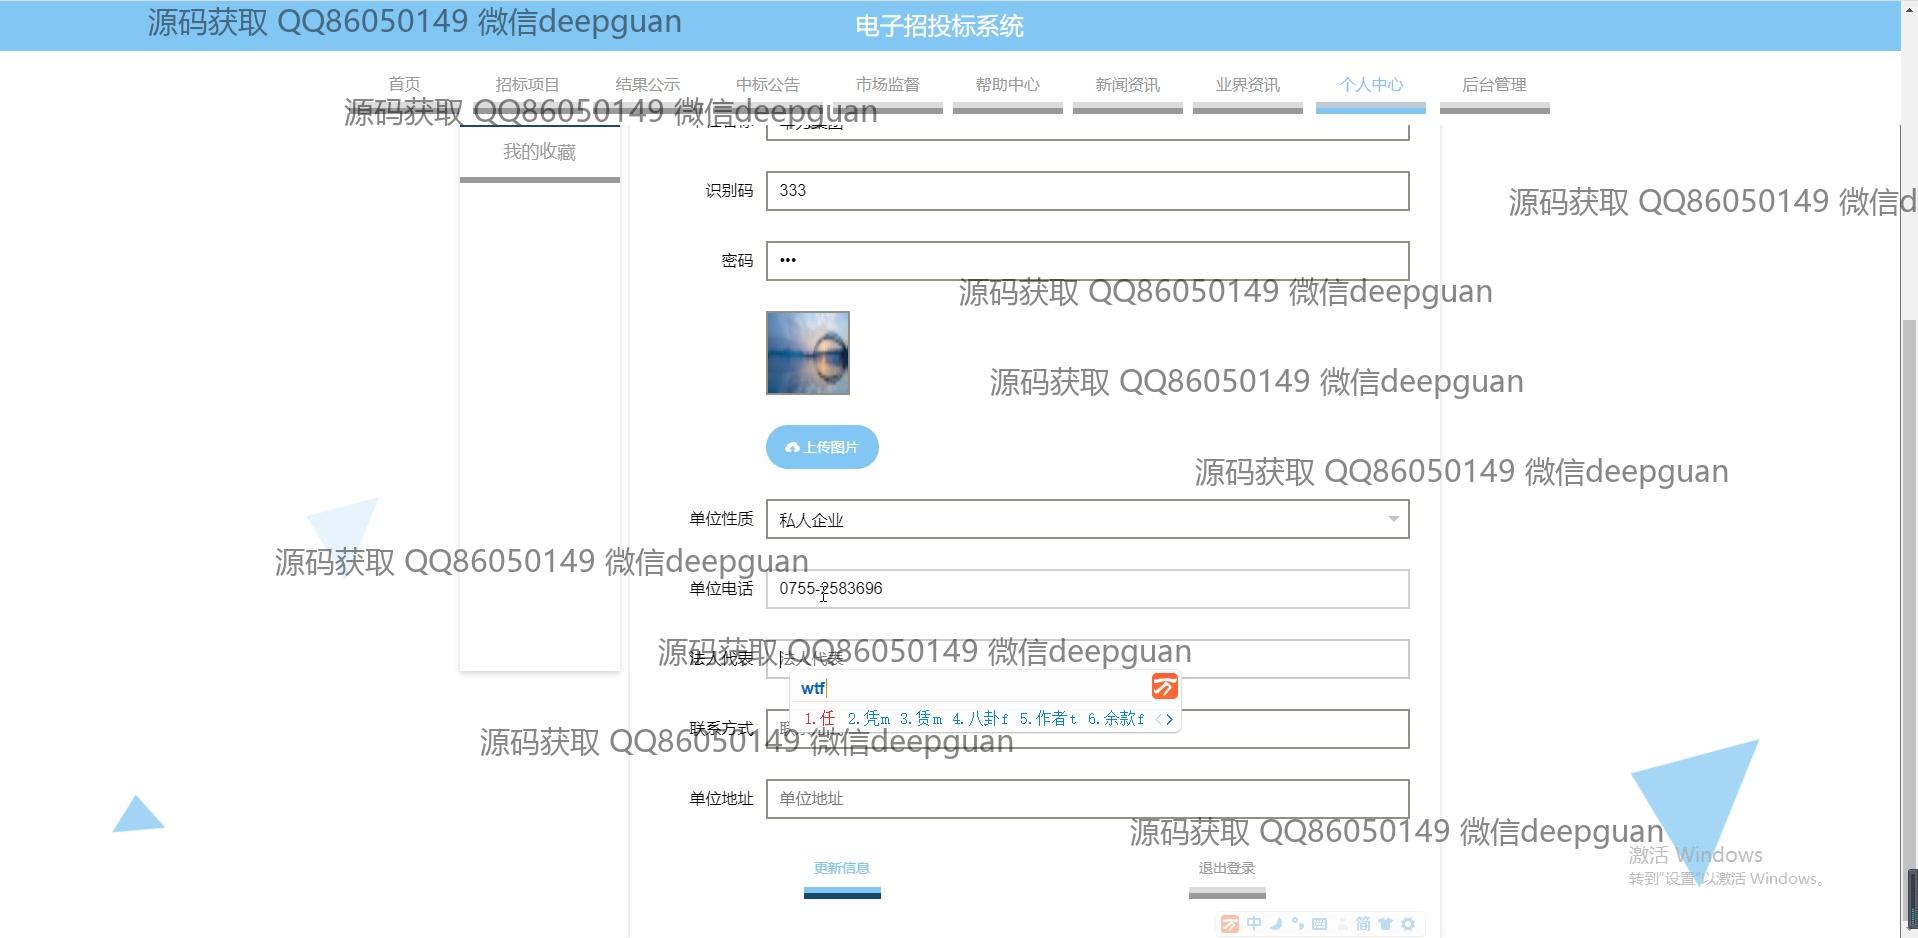 源码获取 QQ86050149 微信deepguan
电子招投标系统
首页 招标项目 结果公示 中标公告 市场监督 帮助中心 新闻资讯 业界资讯 个人中心 后台管理
源码获取 QQ86050149 微信deepguan
我的收藏
识别码 333
源码获取 QQ86050149 微信d
密码 •••
源码获取 QQ86050149 微信deepguan
源码获取 QQ86050149 微信deepguan
上传图片
源码获取 QQ86050149 微信deepguan
单位性质 私人企业
源码获取 QQ86050149 微信deepguan
单位电话 0755-2583696
源码获取 QQ86050149 微信deepguan
法人代表 法人代表
wtf
1.任 2.凭m 3.赁m 4.八卦f 5.作者t 6.余款f
联系方式
源码获取 QQ86050149 微信deepguan
单位地址 单位地址
源码获取 QQ86050149 微信deepguan
激活 Windows
转到"设置"以激活 Windows。
更新信息 退出登录
中 简